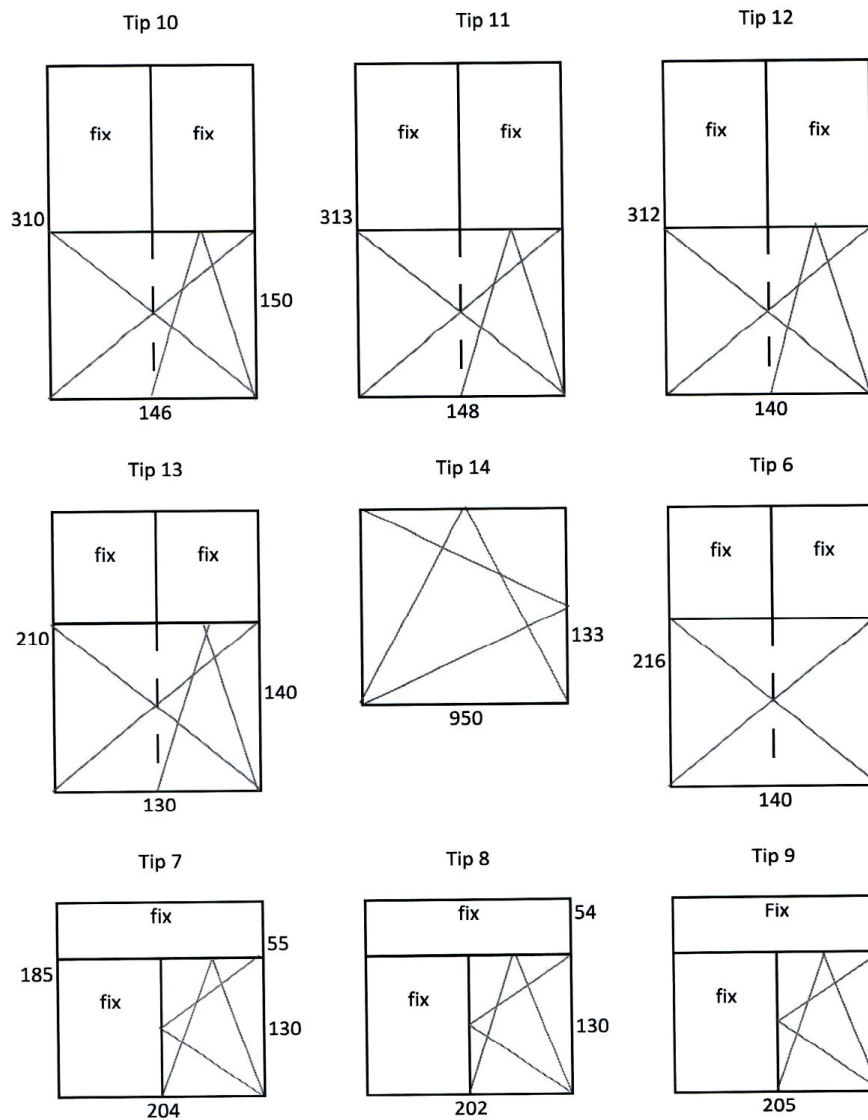 Tip 10 Tip 11 Tip 12
fix fix fix fix fix fix
310 313 312
150
146 148 140
Tip 13 Tip 14 Tip 6
fix fix fix fix
210 133 216
140
950
130 140
Tip 7 Tip 8 Tip 9
fix 55 fix 54 Fix
185 fix 130 fix 130 fix
204 202 205